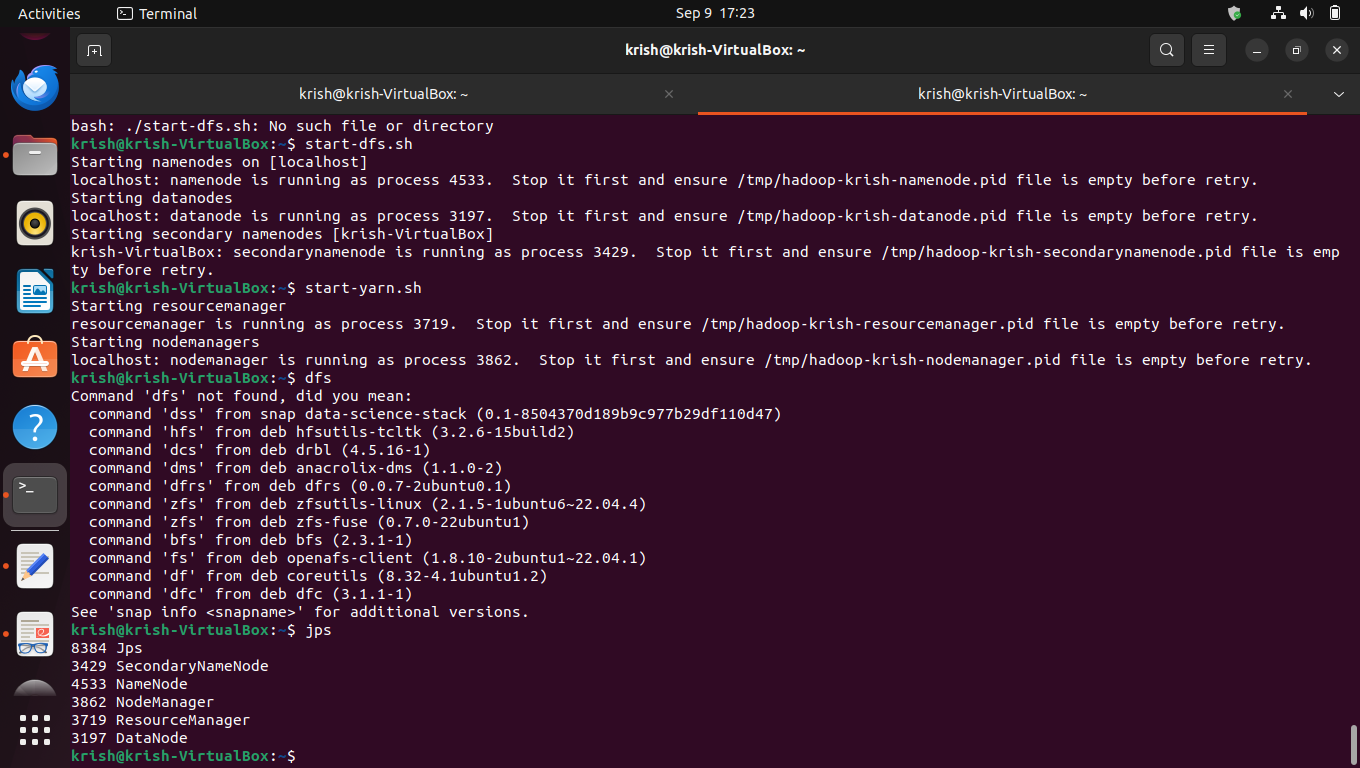 Activities
Terminal
Sep 9 17:23
krish@krish-VirtualBox: ~
krish@krish-VirtualBox: ~
krish@krish-VirtualBox: ~
bash: ./start-dfs.sh: No such file or directory
krish@krish-VirtualBox:~$ start-dfs.sh
Starting namenodes on [localhost]
localhost: namenode is running as process 4533.  Stop it first and ensure /tmp/hadoop-krish-namenode.pid file is empty before retry.
Starting datanodes
localhost: datanode is running as process 3197.  Stop it first and ensure /tmp/hadoop-krish-datanode.pid file is empty before retry.
Starting secondary namenodes [krish-VirtualBox]
krish-VirtualBox: secondarynamenode is running as process 3429.  Stop it first and ensure /tmp/hadoop-krish-secondarynamenode.pid file is emp
ty before retry.
krish@krish-VirtualBox:~$ start-yarn.sh
Starting resourcemanager
resourcemanager is running as process 3719.  Stop it first and ensure /tmp/hadoop-krish-resourcemanager.pid file is empty before retry.
Starting nodemanagers
localhost: nodemanager is running as process 3862.  Stop it first and ensure /tmp/hadoop-krish-nodemanager.pid file is empty before retry.
krish@krish-VirtualBox:~$ dfs
Command 'dfs' not found, did you mean:
  command 'dss' from snap data-science-stack (0.1-8504370d189b9c977b29df110d47)
  command 'hfs' from deb hfsutils-tcltk (3.2.6-15build2)
  command 'dcs' from deb drbl (4.5.16-1)
  command 'dms' from deb anacrolix-dms (1.1.0-2)
  command 'dfrs' from deb dfrs (0.0.7-2ubuntu0.1)
  command 'zfs' from deb zfsutils-linux (2.1.5-1ubuntu6~22.04.4)
  command 'zfs' from deb zfs-fuse (0.7.0-22ubuntu1)
  command 'bfs' from deb bfs (2.3.1-1)
  command 'fs' from deb openafs-client (1.8.10-2ubuntu1~22.04.1)
  command 'df' from deb coreutils (8.32-4.1ubuntu1.2)
  command 'dfc' from deb dfc (3.1.1-1)
See 'snap info <snapname>' for additional versions.
krish@krish-VirtualBox:~$ jps
8384 Jps
3429 SecondaryNameNode
4533 NameNode
3862 NodeManager
3719 ResourceManager
3197 DataNode
krish@krish-VirtualBox:~$